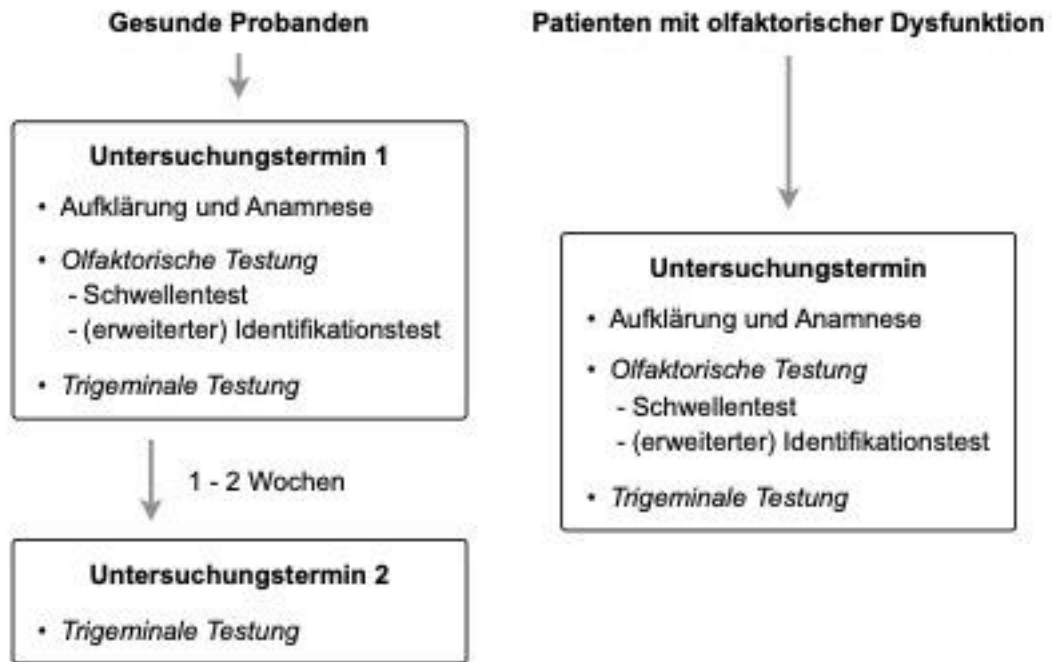 Gesunde Probanden
Untersuchungstermin 1
• Aufklärung und Anamnese
• Olfaktorische Testung
- Schwellentest
- (erweiterter) Identifikationstest
• Trigeminale Testung
1 - 2 Wochen
Untersuchungstermin 2
• Trigeminale Testung
Patienten mit olfaktorischer Dysfunktion
Untersuchungstermin
• Aufklärung und Anamnese
• Olfaktorische Testung
- Schwellentest
- (erweiterter) Identifikationstest
• Trigeminale Testung